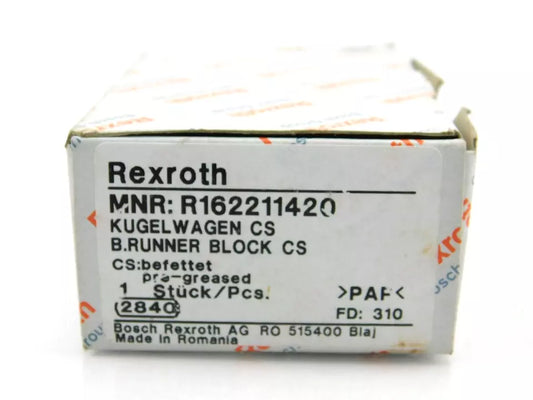 Rexroth
MNR: R162211420
KUGELWAGEN CS
B.RUNNER BLOCK CS
CS:befettet
pre-greased
1 Stück/Pcs. >PAP<
(2840) FD: 310
Bosch Rexroth AG RO 515400 Blaj
Made in Romania